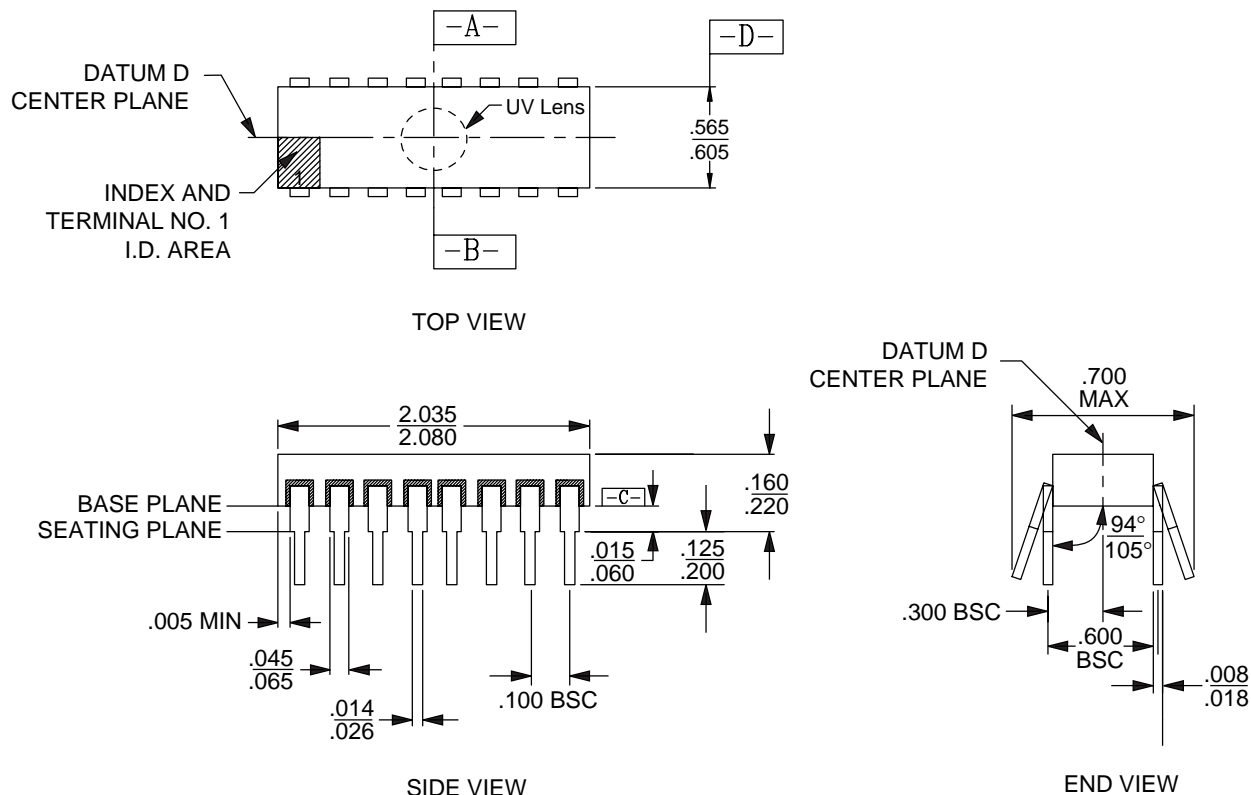 -A-
-D-
DATUM D
CENTER PLANE
UV Lens
.565
.605
1
INDEX AND
TERMINAL NO. 1
I.D. AREA
-B-
TOP VIEW
2.035
2.080
BASE PLANE
SEATING PLANE
-C-
.160
.220
.015
.060
.125
.200
.005 MIN
.045
.065
.014
.026
.100 BSC
SIDE VIEW
DATUM D
CENTER PLANE
.700
MAX
94°
105°
.300 BSC
.600
BSC
.008
.018
END VIEW